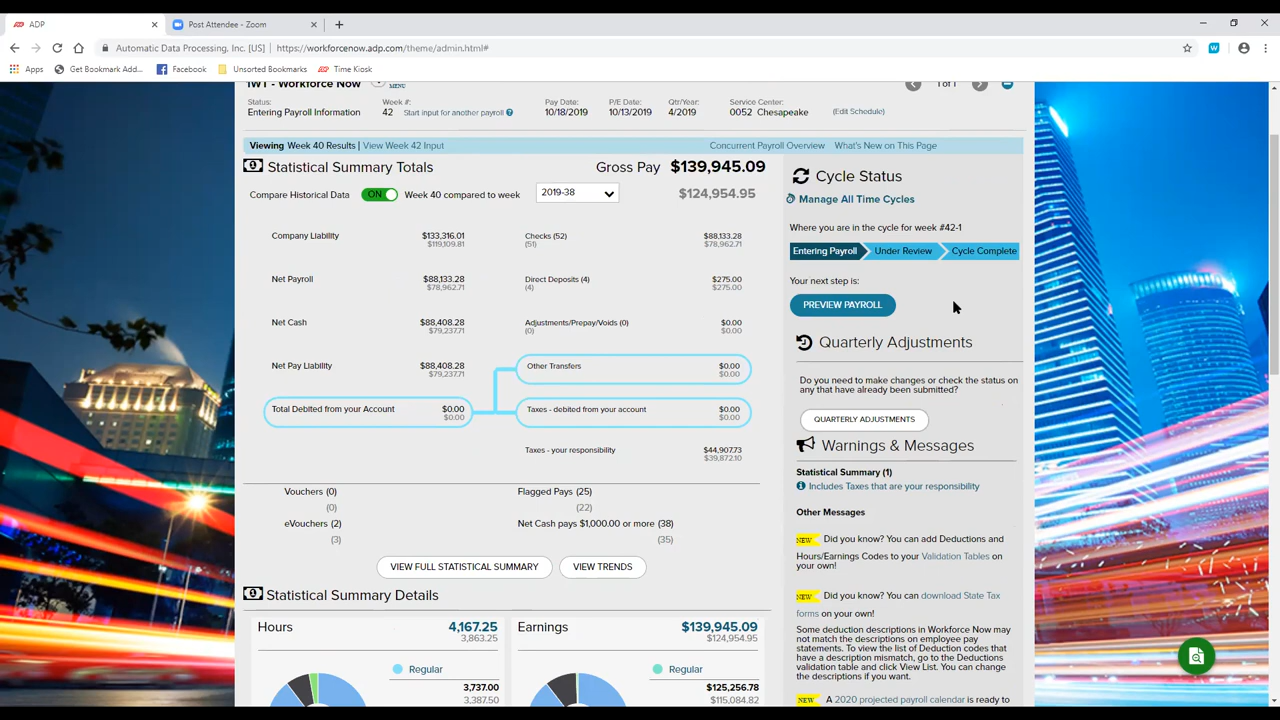 ADP
Post Attendee - Zoom
Automatic Data Processing, Inc. [US] | https://workforcenow.adp.com/theme/admin.html#
Apps Get Bookmark Add... Facebook Unsorted Bookmarks Time Kiosk
IWT - Workforce Now MENU 1 of 1
Status: Week #: Pay Date: P/E Date: Qtr/Year: Service Center:
Entering Payroll Information 42 Start input for another payroll 10/18/2019 10/13/2019 4/2019 0052 Chesapeake (Edit Schedule)
Viewing Week 40 Results | View Week 42 Input Concurrent Payroll Overview What's New on This Page
Statistical Summary Totals Gross Pay $139,945.09
Compare Historical Data ON Week 40 compared to week 2019-38 $124,954.95
Company Liability $133,316.01 Checks (52) $88,133.28
$119,109.81 (51) $78,962.71
Net Payroll $88,133.28 Direct Deposits (4) $275.00
$78,962.71 (4) $275.00
Net Cash $88,408.28 Adjustments/Prepay/Voids (0) $0.00
$79,237.71 (0) $0.00
Net Pay Liability $88,408.28 Other Transfers $0.00
$79,237.71 $0.00
Total Debited from your Account $0.00 Taxes - debited from your account $0.00
$0.00 $0.00
Taxes - your responsibility $44,907.73
$39,872.10
Vouchers (0) Flagged Pays (25)
(0) (22)
eVouchers (2) Net Cash pays $1,000.00 or more (38)
(3) (35)
VIEW FULL STATISTICAL SUMMARY VIEW TRENDS
Statistical Summary Details
Hours 4,167.25 Earnings $139,945.09
3,863.25 $124,954.95
Regular Regular
3,737.00 $125,256.78
3,387.50 $115,084.82
Cycle Status
Manage All Time Cycles
Where you are in the cycle for week #42-1
Entering Payroll Under Review Cycle Complete
Your next step is:
PREVIEW PAYROLL
Quarterly Adjustments
Do you need to make changes or check the status on
any that have already been submitted?
QUARTERLY ADJUSTMENTS
Warnings & Messages
Statistical Summary (1)
Includes Taxes that are your responsibility
Other Messages
NEW Did you know? You can add Deductions and
Hours/Earnings Codes to your Validation Tables on
your own!
NEW Did you know? You can download State Tax
forms on your own!
Some deduction descriptions in Workforce Now may
not match the descriptions on employee pay
statements. To view the list of Deduction codes that
have a description mismatch, go to the Deductions
validation table and click View List. You can change
the descriptions if you want.
NEW A 2020 projected payroll calendar is ready to